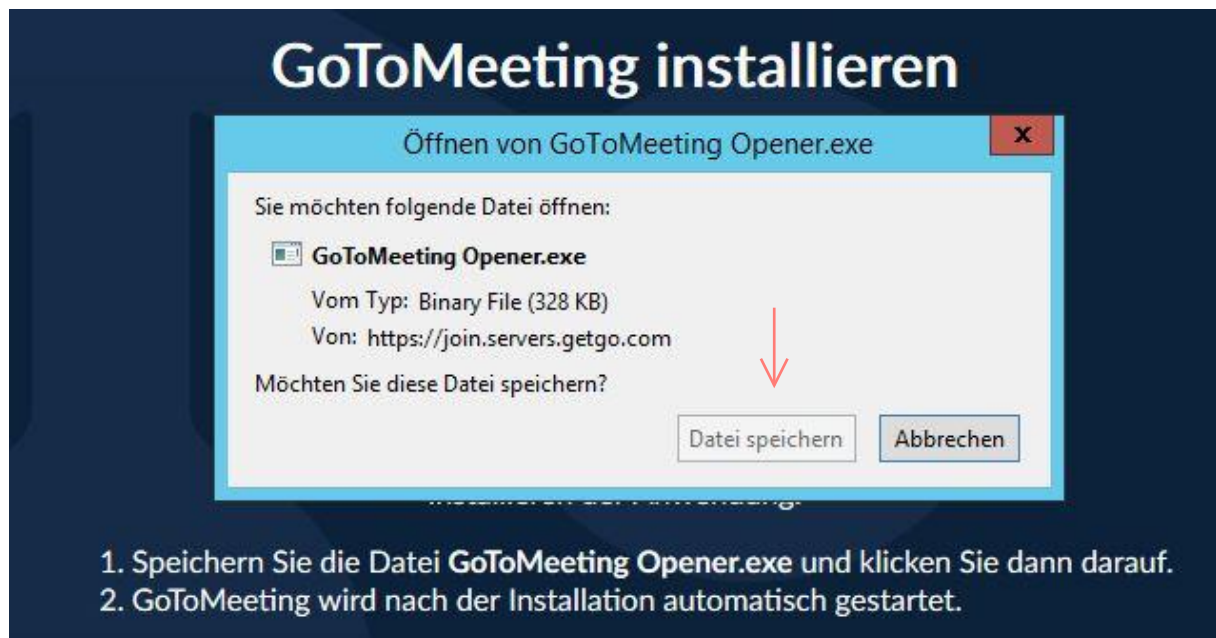 GoToMeeting installieren
Öffnen von GoToMeeting Opener.exe
x
Sie möchten folgende Datei öffnen:
GoToMeeting Opener.exe
Vom Typ: Binary File (328 KB)
Von: https://join.servers.getgo.com
Möchten Sie diese Datei speichern?
Datei speichern Abbrechen
1. Speichern Sie die Datei GoToMeeting Opener.exe und klicken Sie dann darauf.
2. GoToMeeting wird nach der Installation automatisch gestartet.